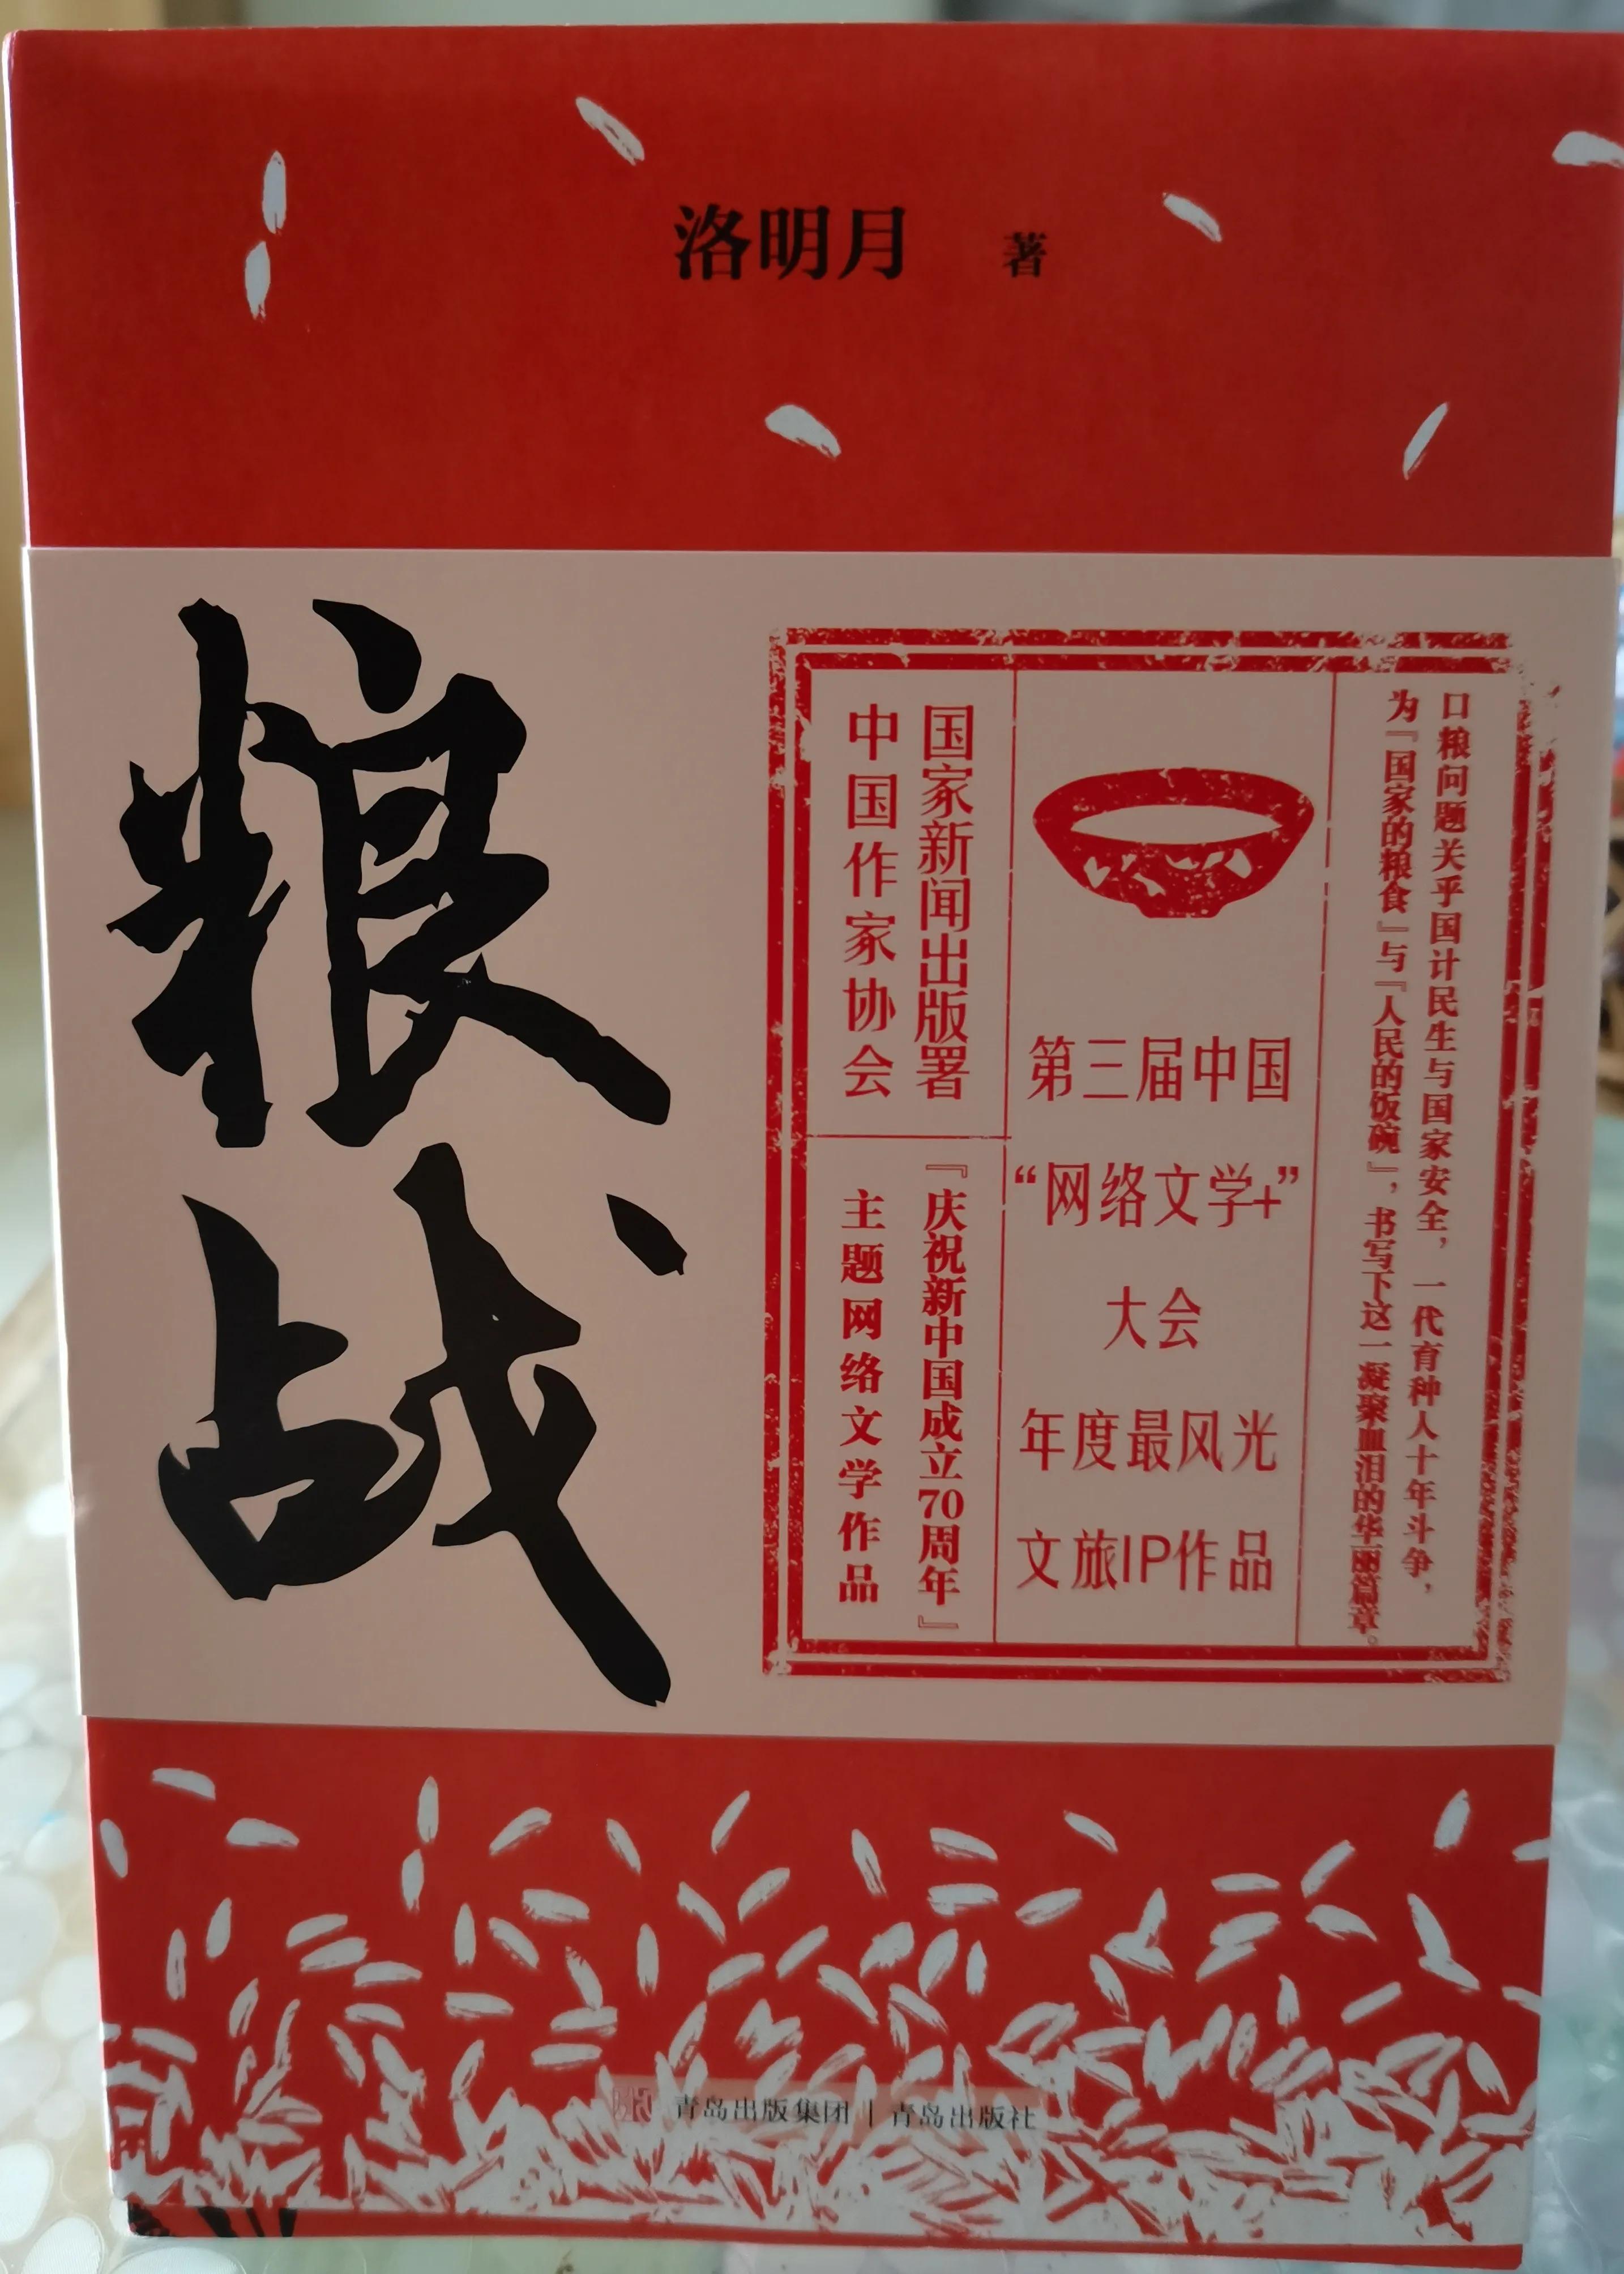 洛明月 著
粮战
口粮问题关乎国计民生与国家安全，一代育种人十年斗争，
为『国家的粮食』与『人民的饭碗』，书写下这一凝聚血泪的华丽篇章。
第三届中国
“网络文学+”
大会
年度最风光
文旅IP作品
国家新闻出版署
中国作家协会
『庆祝新中国成立70周年』
主题网络文学作品
青岛出版集团 | 青岛出版社